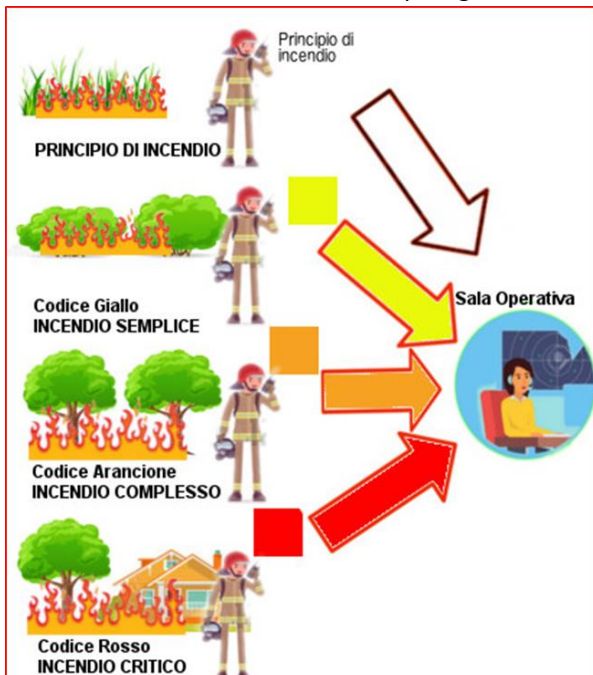 Principio di
incendio
PRINCIPIO DI INCENDIO
Codice Giallo
INCENDIO SEMPLICE
Sala Operativa
Codice Arancione
INCENDIO COMPLESSO
Codice Rosso
INCENDIO CRITICO